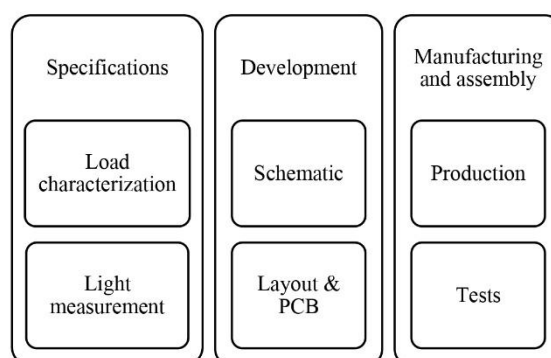 Specifications
Load
characterization
Light
measurement
Development
Schematic
Layout &
PCB
Manufacturing
and assembly
Production
Tests